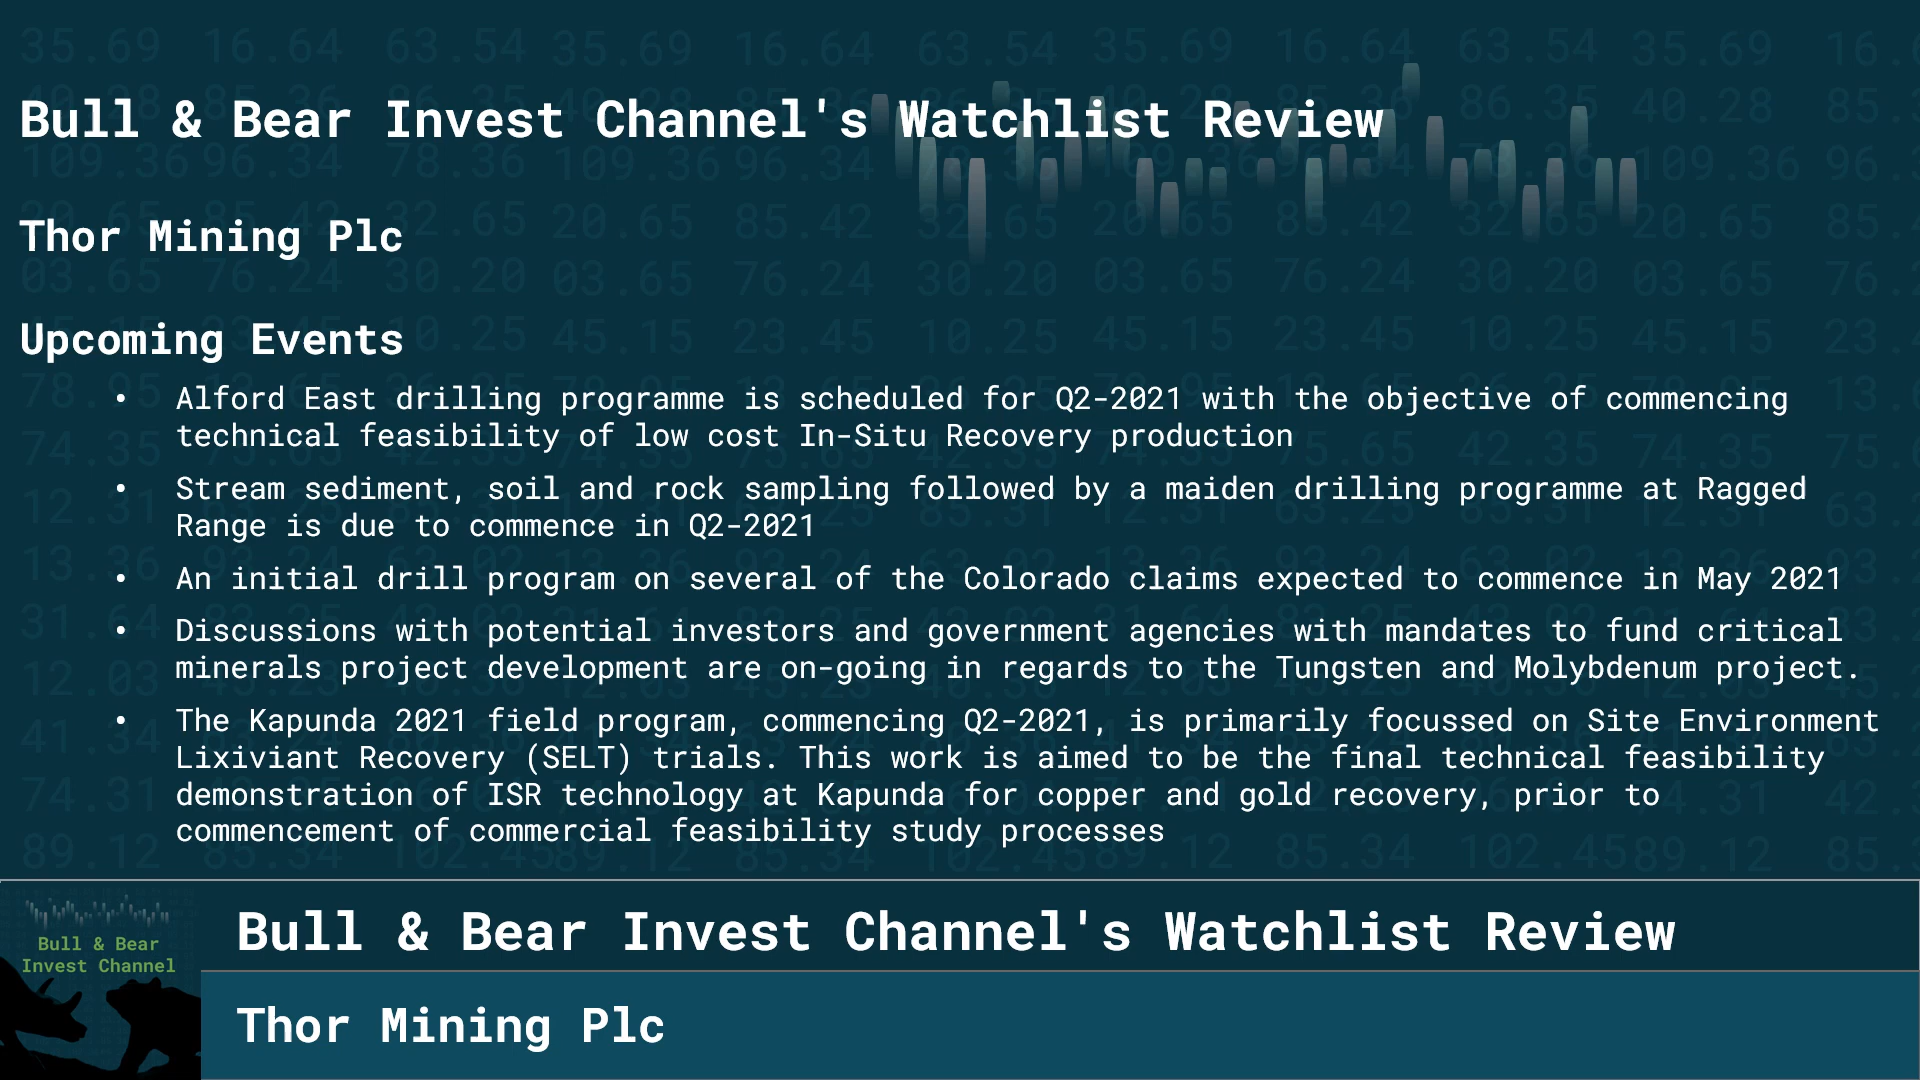 Bull & Bear Invest Channel's Watchlist Review
Thor Mining Plc
Upcoming Events
• Alford East drilling programme is scheduled for Q2-2021 with the objective of commencing
technical feasibility of low cost In-Situ Recovery production
• Stream sediment, soil and rock sampling followed by a maiden drilling programme at Ragged
Range is due to commence in Q2-2021
• An initial drill program on several of the Colorado claims expected to commence in May 2021
• Discussions with potential investors and government agencies with mandates to fund critical
minerals project development are on-going in regards to the Tungsten and Molybdenum project.
• The Kapunda 2021 field program, commencing Q2-2021, is primarily focussed on Site Environment
Lixiviant Recovery (SELT) trials. This work is aimed to be the final technical feasibility
demonstration of ISR technology at Kapunda for copper and gold recovery, prior to
commencement of commercial feasibility study processes
Bull & Bear
Invest Channel
Bull & Bear Invest Channel's Watchlist Review
Thor Mining Plc